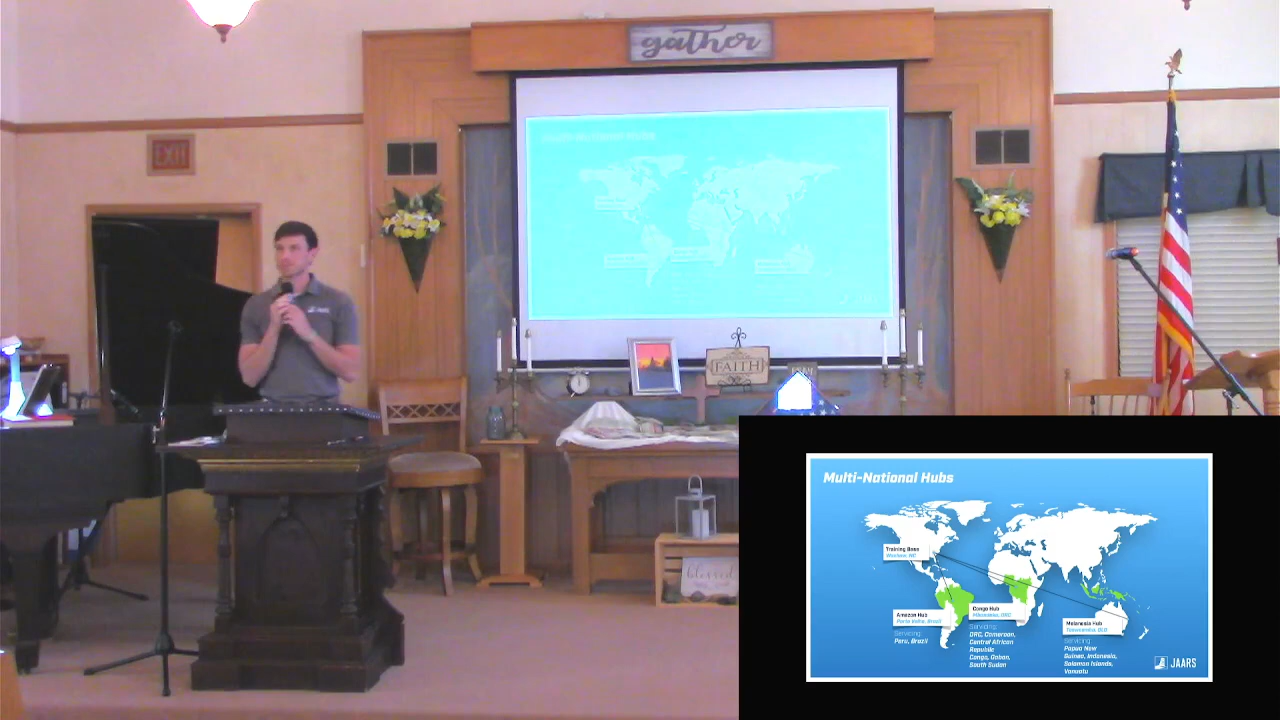 gather
EXIT
FAITH
blessed
Multi-National Hubs
Training Base
Waxhaw, NC
Amazon Hub
Porto Velho, Brazil
Servicing:
Peru, Brazil
Congo Hub
Servicing:
DRC, Cameroon,
Central African
Republic
Congo, Gabon,
South Sudan
Melanesia Hub
Servicing
Papua New
Guinea, Indonesia,
Solomon Islands,
Vanuatu
JAARS